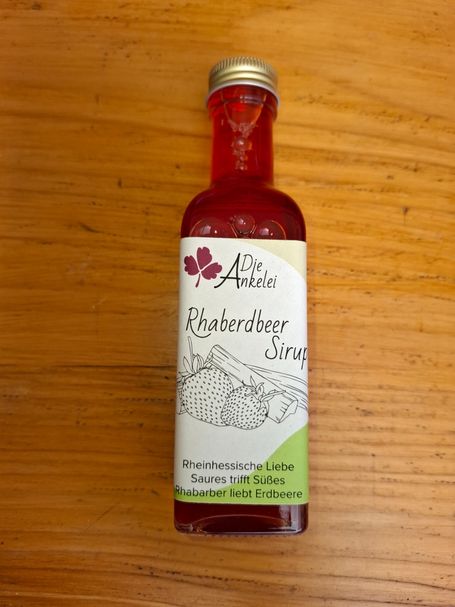 Die
Ankelei
Rhaberdbeer
Sirup
Rheinhessische Liebe
Saures trifft Süßes
Rhabarber liebt Erdbeere